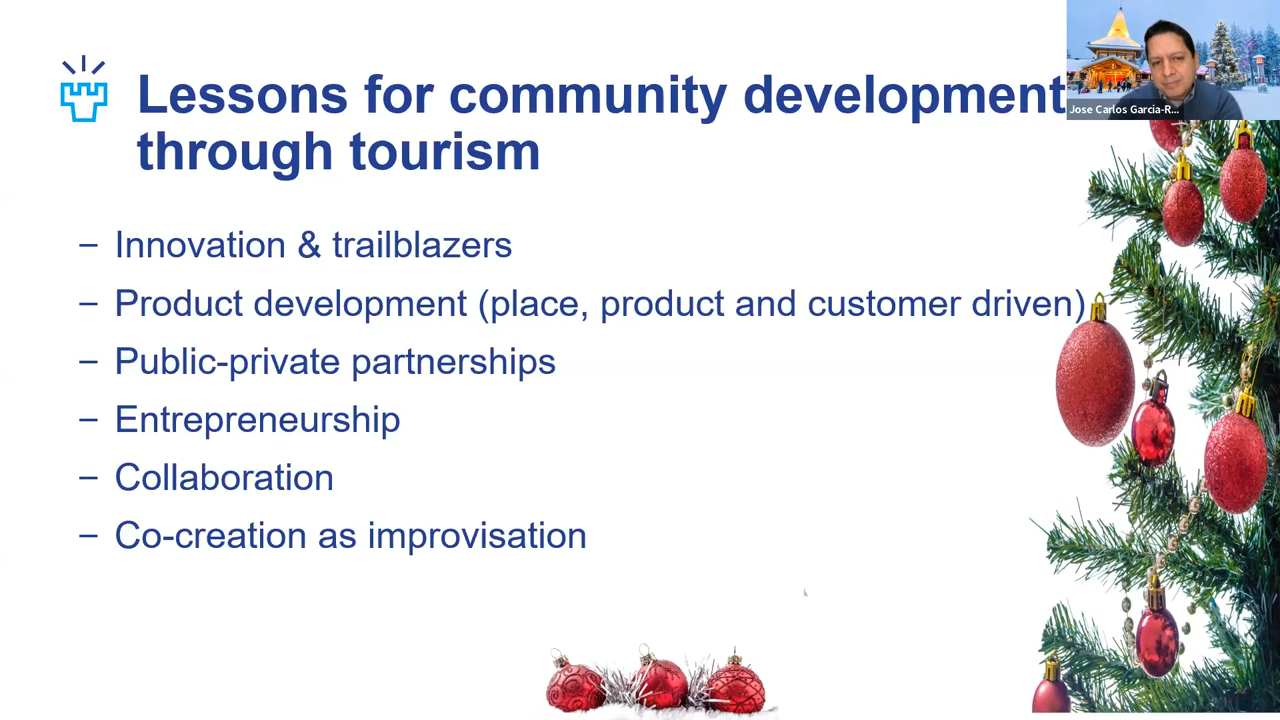 Lessons for community development
through tourism
Jose Carlos Garcia-R...
– Innovation & trailblazers
– Product development (place, product and customer driven)
– Public-private partnerships
– Entrepreneurship
– Collaboration
– Co-creation as improvisation